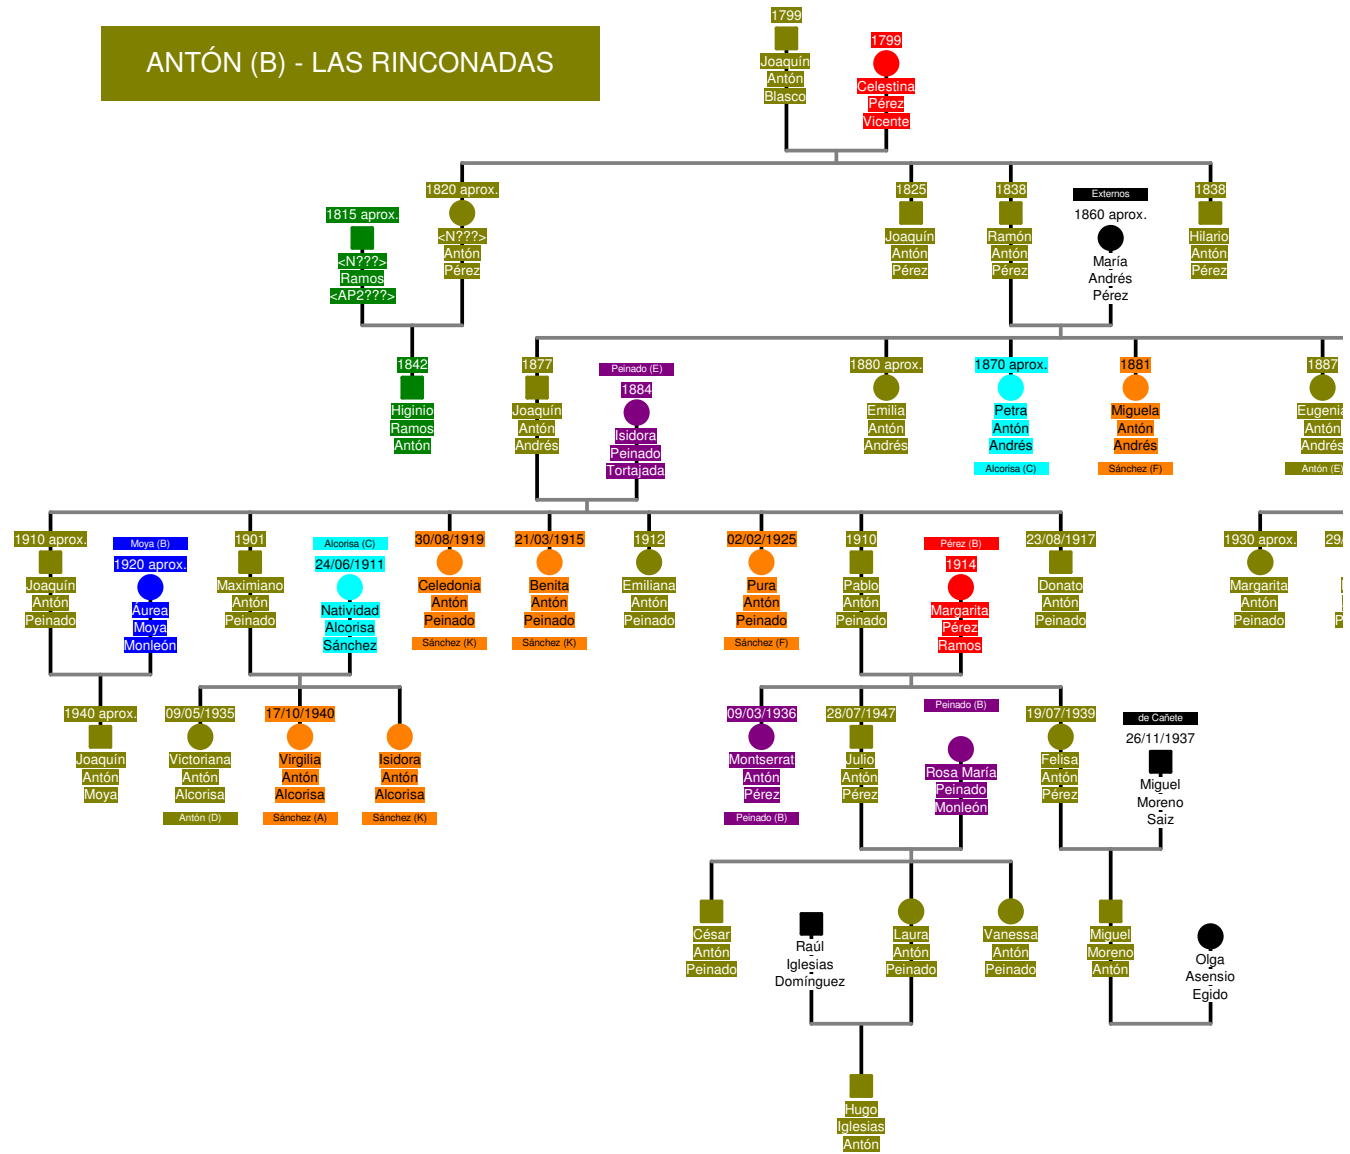 ANTÓN (B) - LAS RINCONADAS
1799
Joaquín
Antón
Blasco
1799
Celestina
Pérez
Vicente
1815 aprox.
<N???>
Ramos
<AP2???>
1820 aprox.
<N???>
Antón
Pérez
1825
Joaquín
Antón
Pérez
1838
Ramón
Antón
Pérez
Externos
1860 aprox.
María
Andrés
Pérez
1838
Hilario
Antón
Pérez
1842
Higinio
Ramos
Antón
1877
Joaquín
Antón
Andrés
Peinado (E)
1884
Isidora
Peinado
Tortajada
1880 aprox.
Emilia
Antón
Andrés
1870 aprox.
Petra
Antón
Andrés
Alcorisa (C)
1881
Miguela
Antón
Andrés
Sánchez (F)
1887
Eugenia
Antón
Andrés
Antón (E)
1910 aprox.
Joaquín
Antón
Peinado
Moya (B)
1920 aprox.
Áurea
Moya
Monleón
1901
Maximiano
Antón
Peinado
Alcorisa (C)
24/06/1911
Natividad
Alcorisa
Sánchez
30/08/1919
Celedonia
Antón
Peinado
Sánchez (K)
21/03/1915
Benita
Antón
Peinado
Sánchez (K)
1912
Emiliana
Antón
Peinado
02/02/1925
Pura
Antón
Peinado
Sánchez (F)
1910
Pablo
Antón
Peinado
Pérez (B)
1914
Margarita
Pérez
Ramos
23/08/1917
Donato
Antón
Peinado
1930 aprox.
Margarita
Antón
Peinado
29/
1940 aprox.
Joaquín
Antón
Moya
09/05/1935
Victoriana
Antón
Alcorisa
Antón (D)
17/10/1940
Virgilia
Antón
Alcorisa
Sánchez (A)
Isidora
Antón
Alcorisa
Sánchez (K)
09/03/1936
Montserrat
Antón
Pérez
Peinado (B)
28/07/1947
Julio
Antón
Pérez
Peinado (B)
Rosa María
Peinado
Monleón
19/07/1939
Felisa
Antón
Pérez
de Cañete
26/11/1937
Miguel
Moreno
Saiz
César
Antón
Peinado
Raúl
Iglesias
Domínguez
Laura
Antón
Peinado
Vanessa
Antón
Peinado
Miguel
Moreno
Antón
Olga
Asensio
Egido
Hugo
Iglesias
Antón